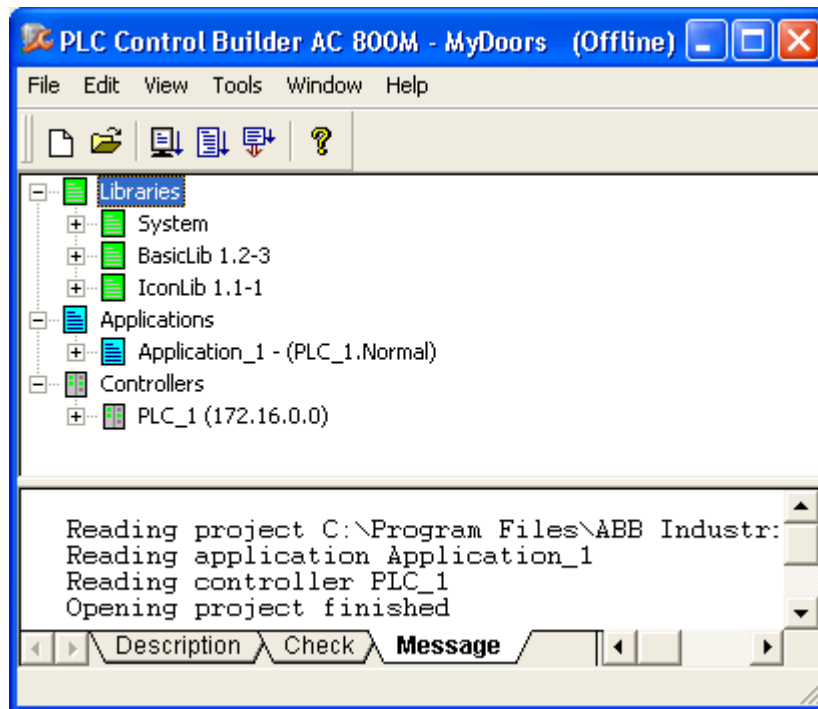 PLC Control Builder AC 800M - MyDoors (Offline)
File Edit View Tools Window Help
Libraries
System
BasicLib 1.2-3
IconLib 1.1-1
Applications
Application_1 - (PLC_1.Normal)
Controllers
PLC_1 (172.16.0.0)
Reading project C:\Program Files\ABB Industri
Reading application Application_1
Reading controller PLC_1
Opening project finished
Description Check Message